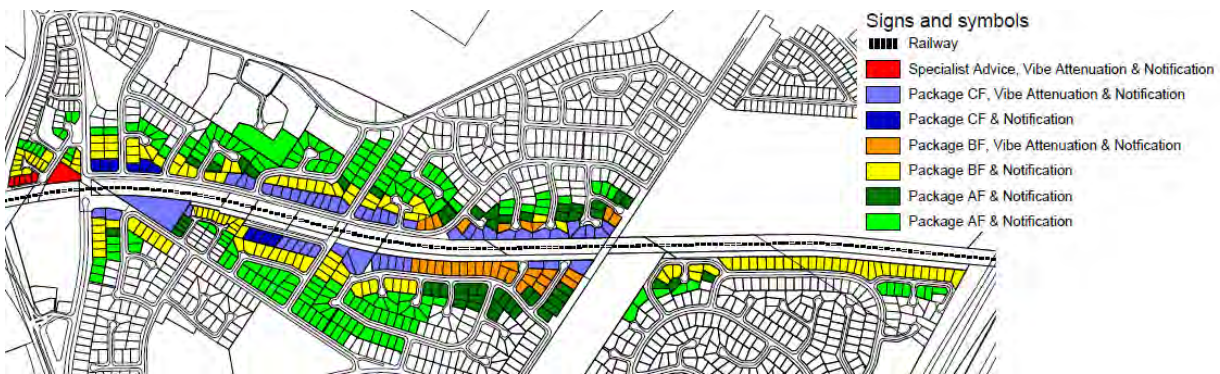 Signs and symbols
Railway
Specialist Advice, Vibe Attenuation & Notification
Package CF, Vibe Attenuation & Notification
Package CF & Notification
Package BF, Vibe Attenuation & Notfication
Package BF & Notification
Package AF & Notification
Package AF & Notification